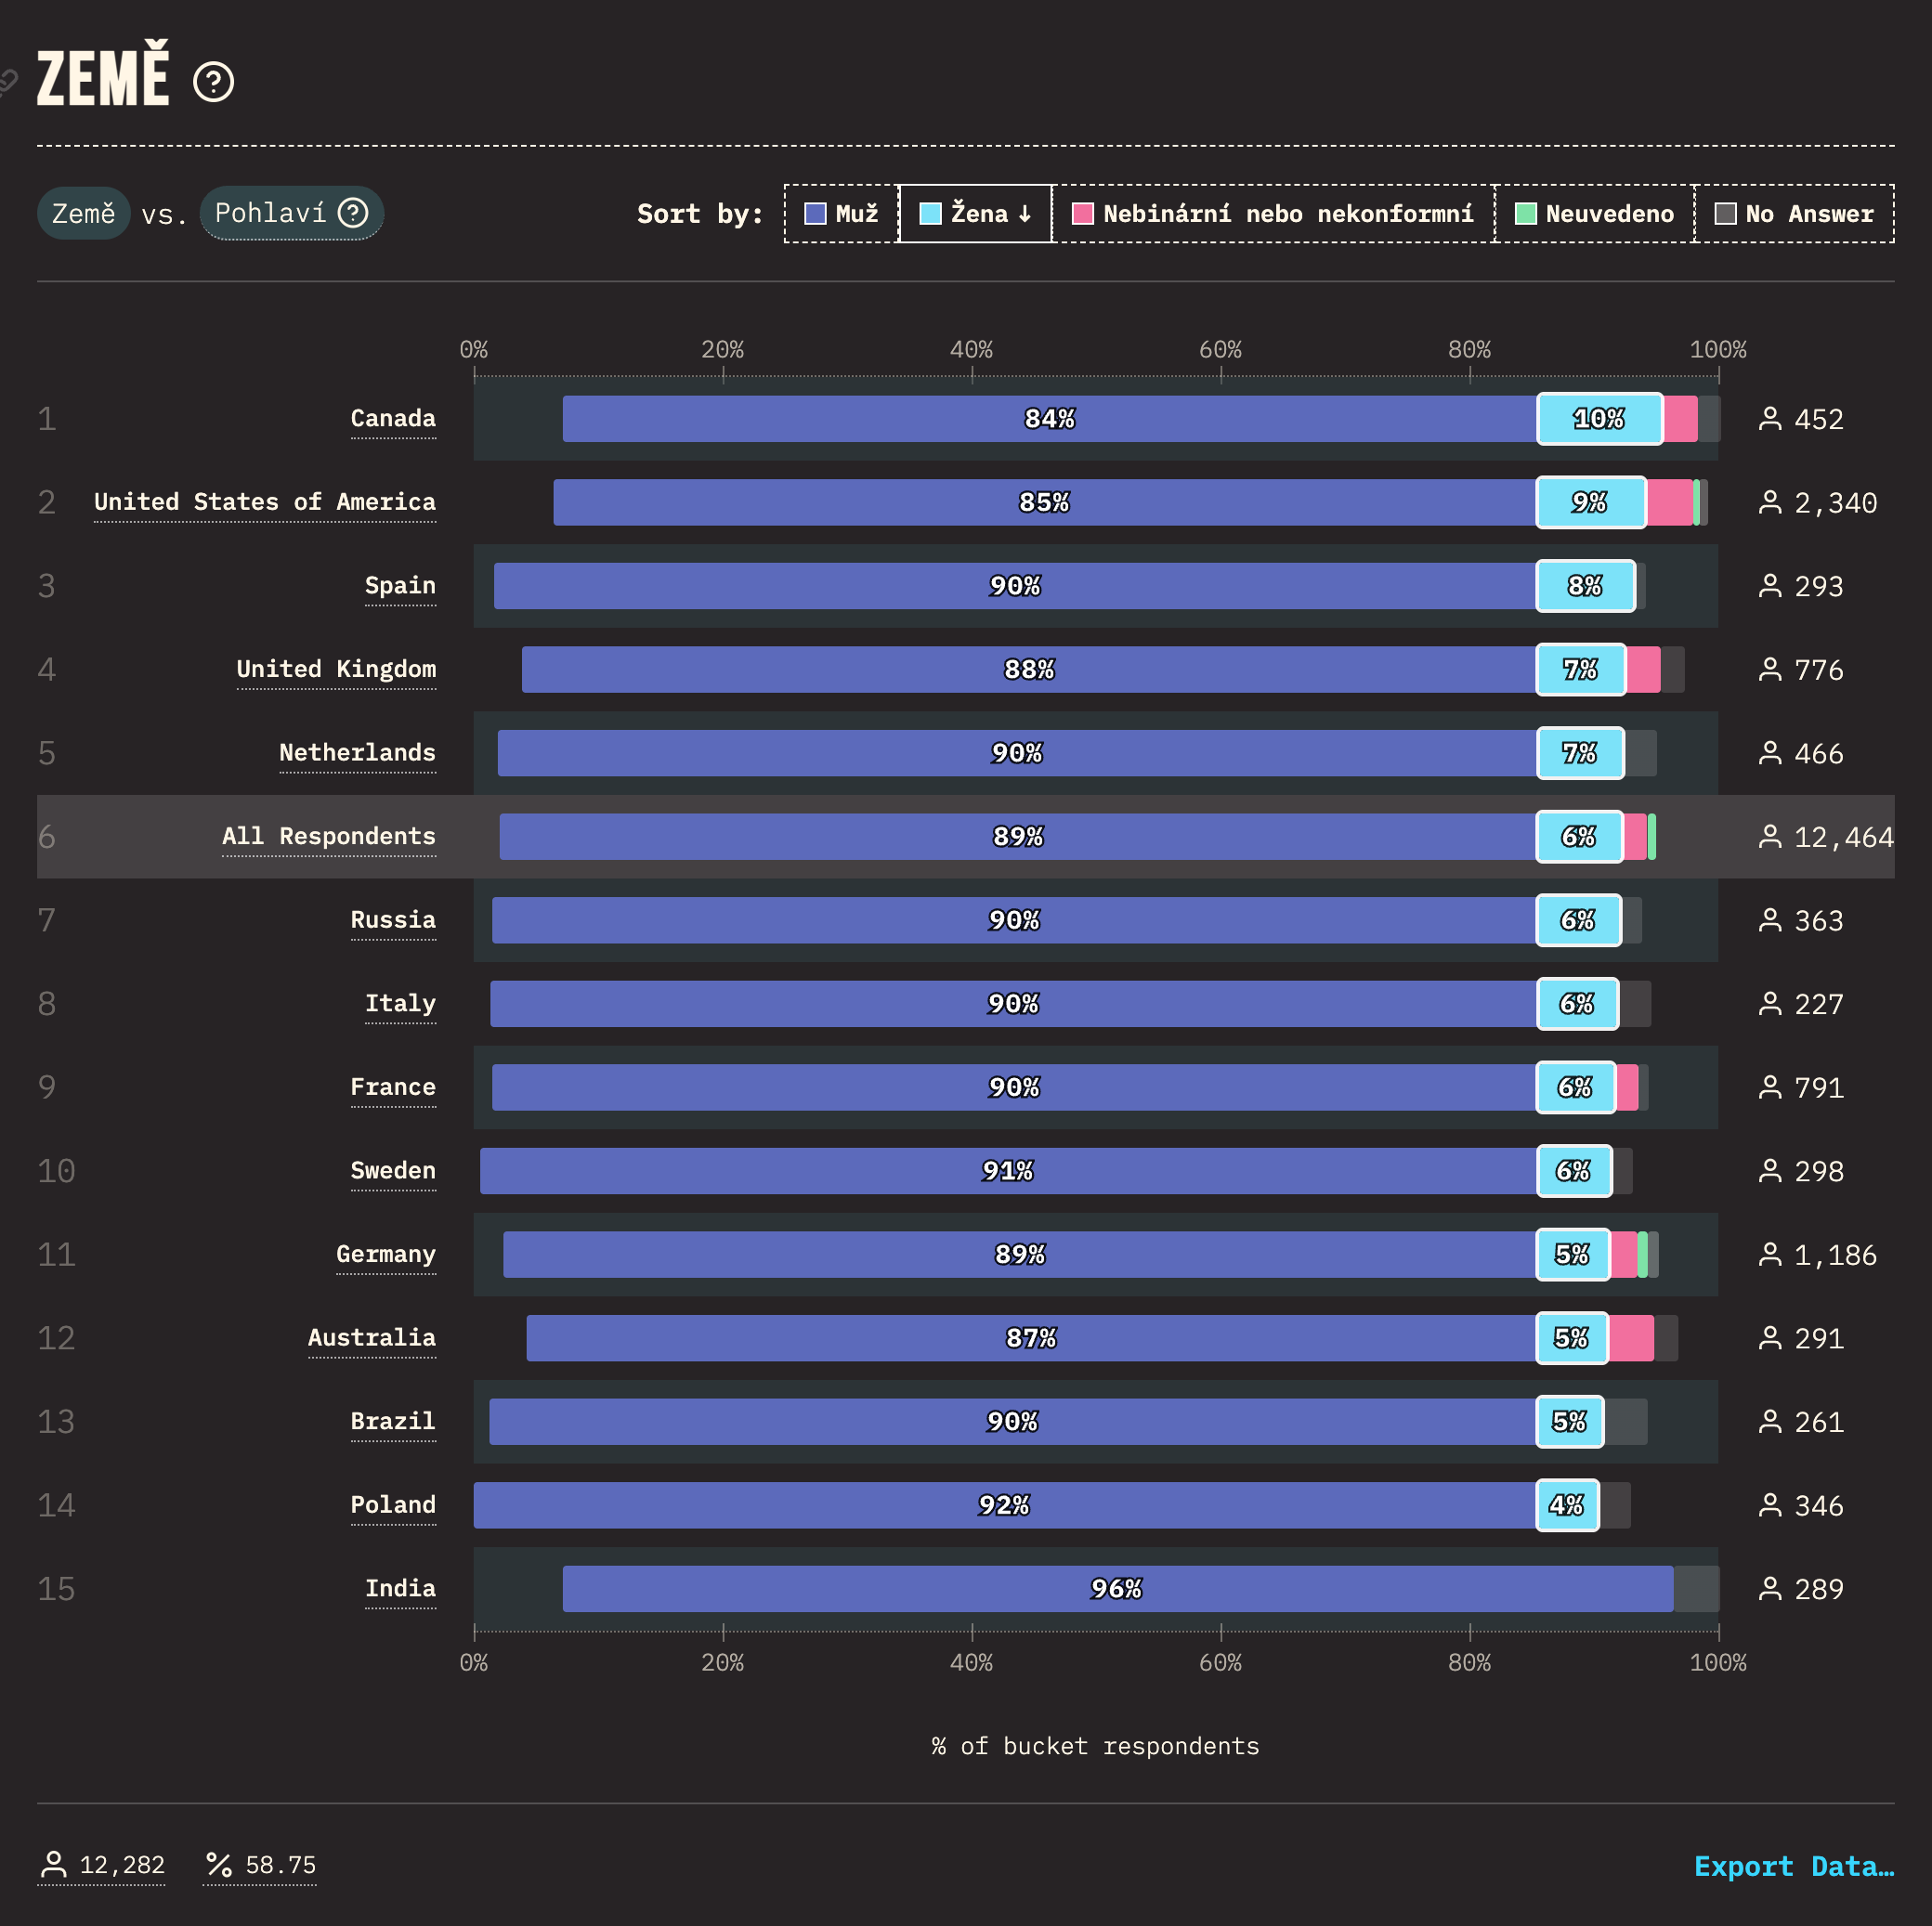 ZEMĚ ?
Země vs. Pohlaví ? Sort by: Muž Žena ↓ Nebinární nebo nekonformní Neuvedeno No Answer
0% 20% 40% 60% 80% 100%
1 Canada 84% 10% 452
2 United States of America 85% 9% 2,340
3 Spain 90% 8% 293
4 United Kingdom 88% 7% 776
5 Netherlands 90% 7% 466
6 All Respondents 89% 6% 12,464
7 Russia 90% 6% 363
8 Italy 90% 6% 227
9 France 90% 6% 791
10 Sweden 91% 6% 298
11 Germany 89% 5% 1,186
12 Australia 87% 5% 291
13 Brazil 90% 5% 261
14 Poland 92% 4% 346
15 India 96% 289
0% 20% 40% 60% 80% 100%
% of bucket respondents
12,282 % 58.75 Export Data…